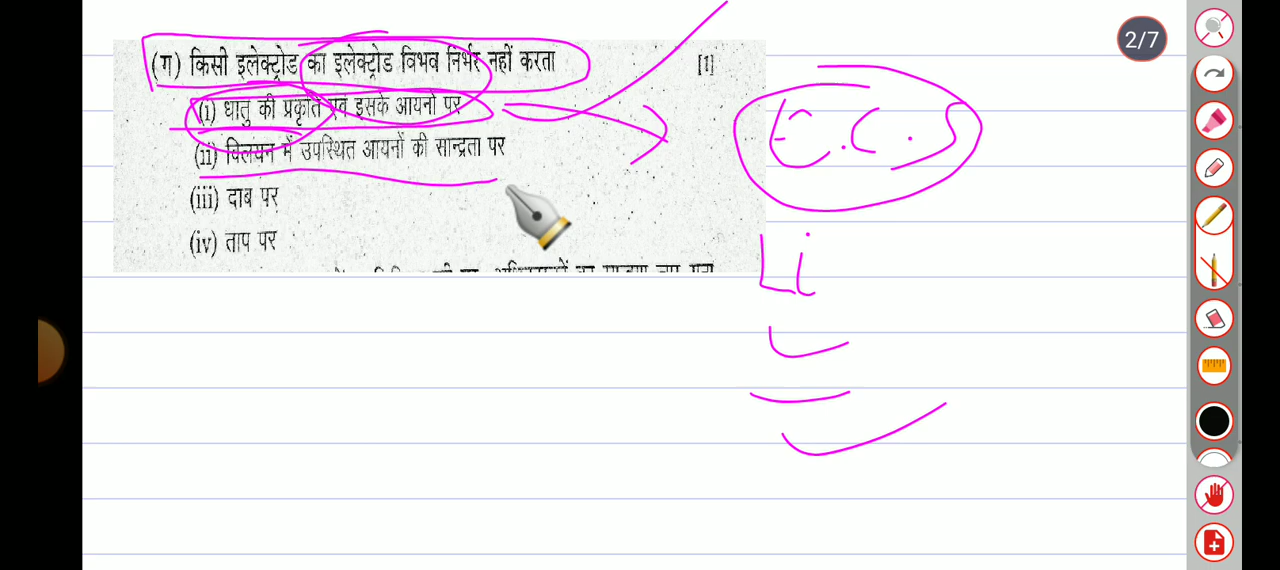 2/7
(ग) किसी इलेक्ट्रोड का इलेक्ट्रोड विभव निर्भर नहीं करता [1]
(i) धातु की प्रकृति एवं इसके आयनों पर
(ii) विलयन में उपस्थित आयनों की सान्द्रता पर
(iii) दाब पर
(iv) ताप पर
E.C.S
Li